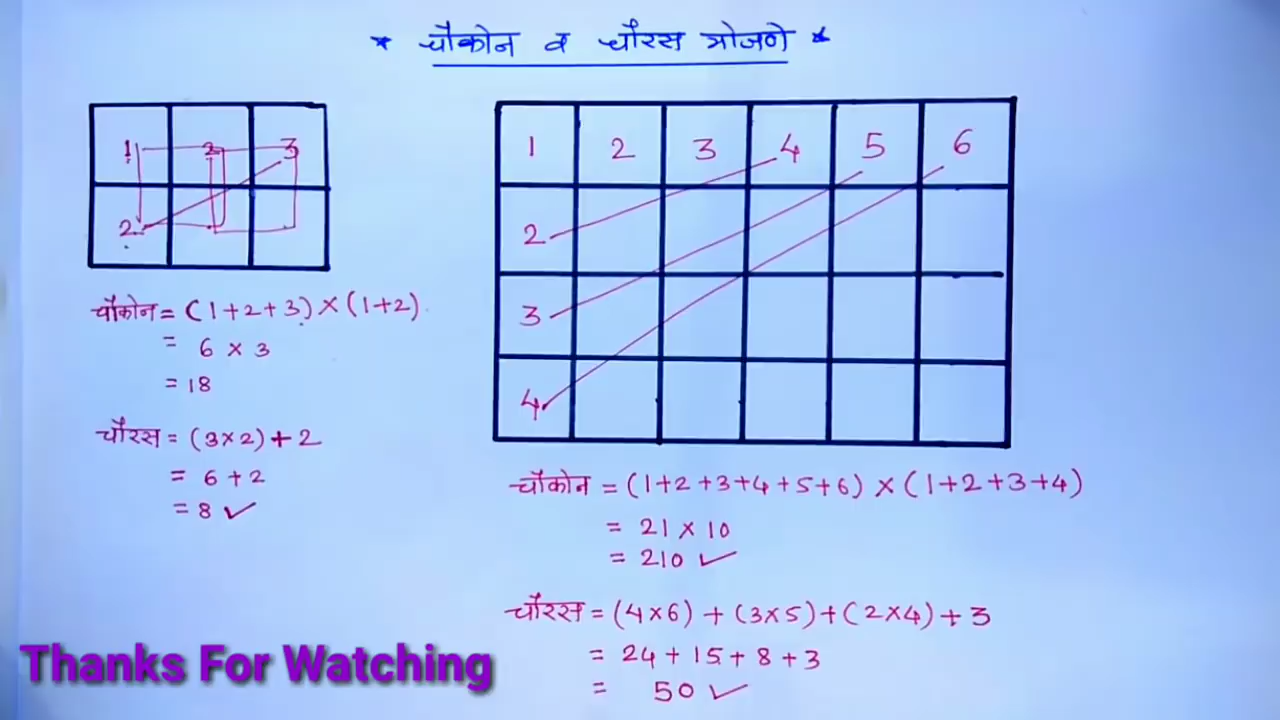 * चौकोन व चौरस मोजणे *
1 2 3
2
चौकोन = (1+2+3) × (1+2)
= 6 × 3
= 18
चौरस = (3×2) + 2
= 6 + 2
= 8 ✓
1 2 3 4 5 6
2
3
4
चौकोन = (1+2+3+4+5+6) × (1+2+3+4)
= 21 × 10
= 210 ✓
चौरस = (4×6) + (3×5) + (2×4) + 3
= 24 + 15 + 8 + 3
= 50 ✓
Thanks For Watching